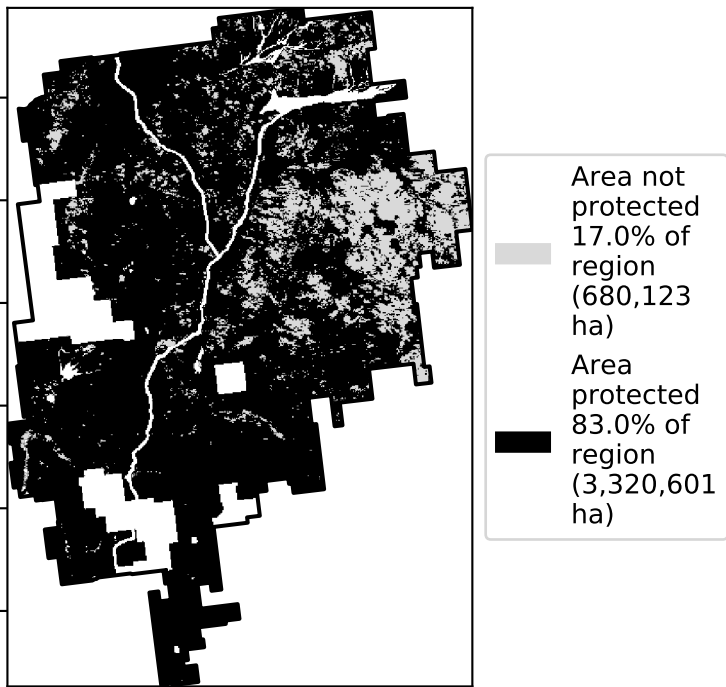 Area not
protected
17.0% of
region
(680,123
ha)
Area
protected
83.0% of
region
(3,320,601
ha)